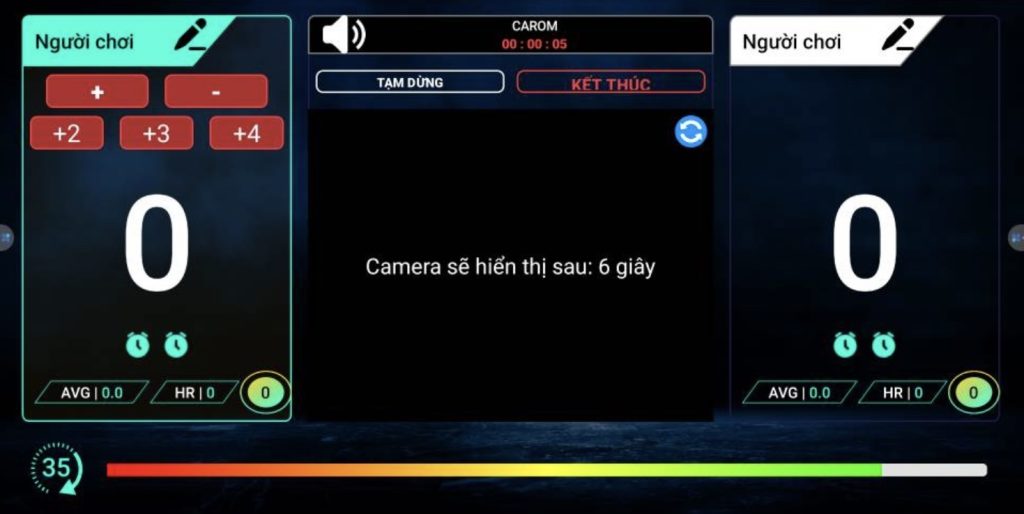 Người chơi
+ -
+2 +3 +4
0
AVG | 0.0 HR | 0 0
CAROM
00 : 00 : 05
TẠM DỪNG KẾT THÚC
Camera sẽ hiển thị sau: 6 giây
Người chơi
0
AVG | 0.0 HR | 0 0
35